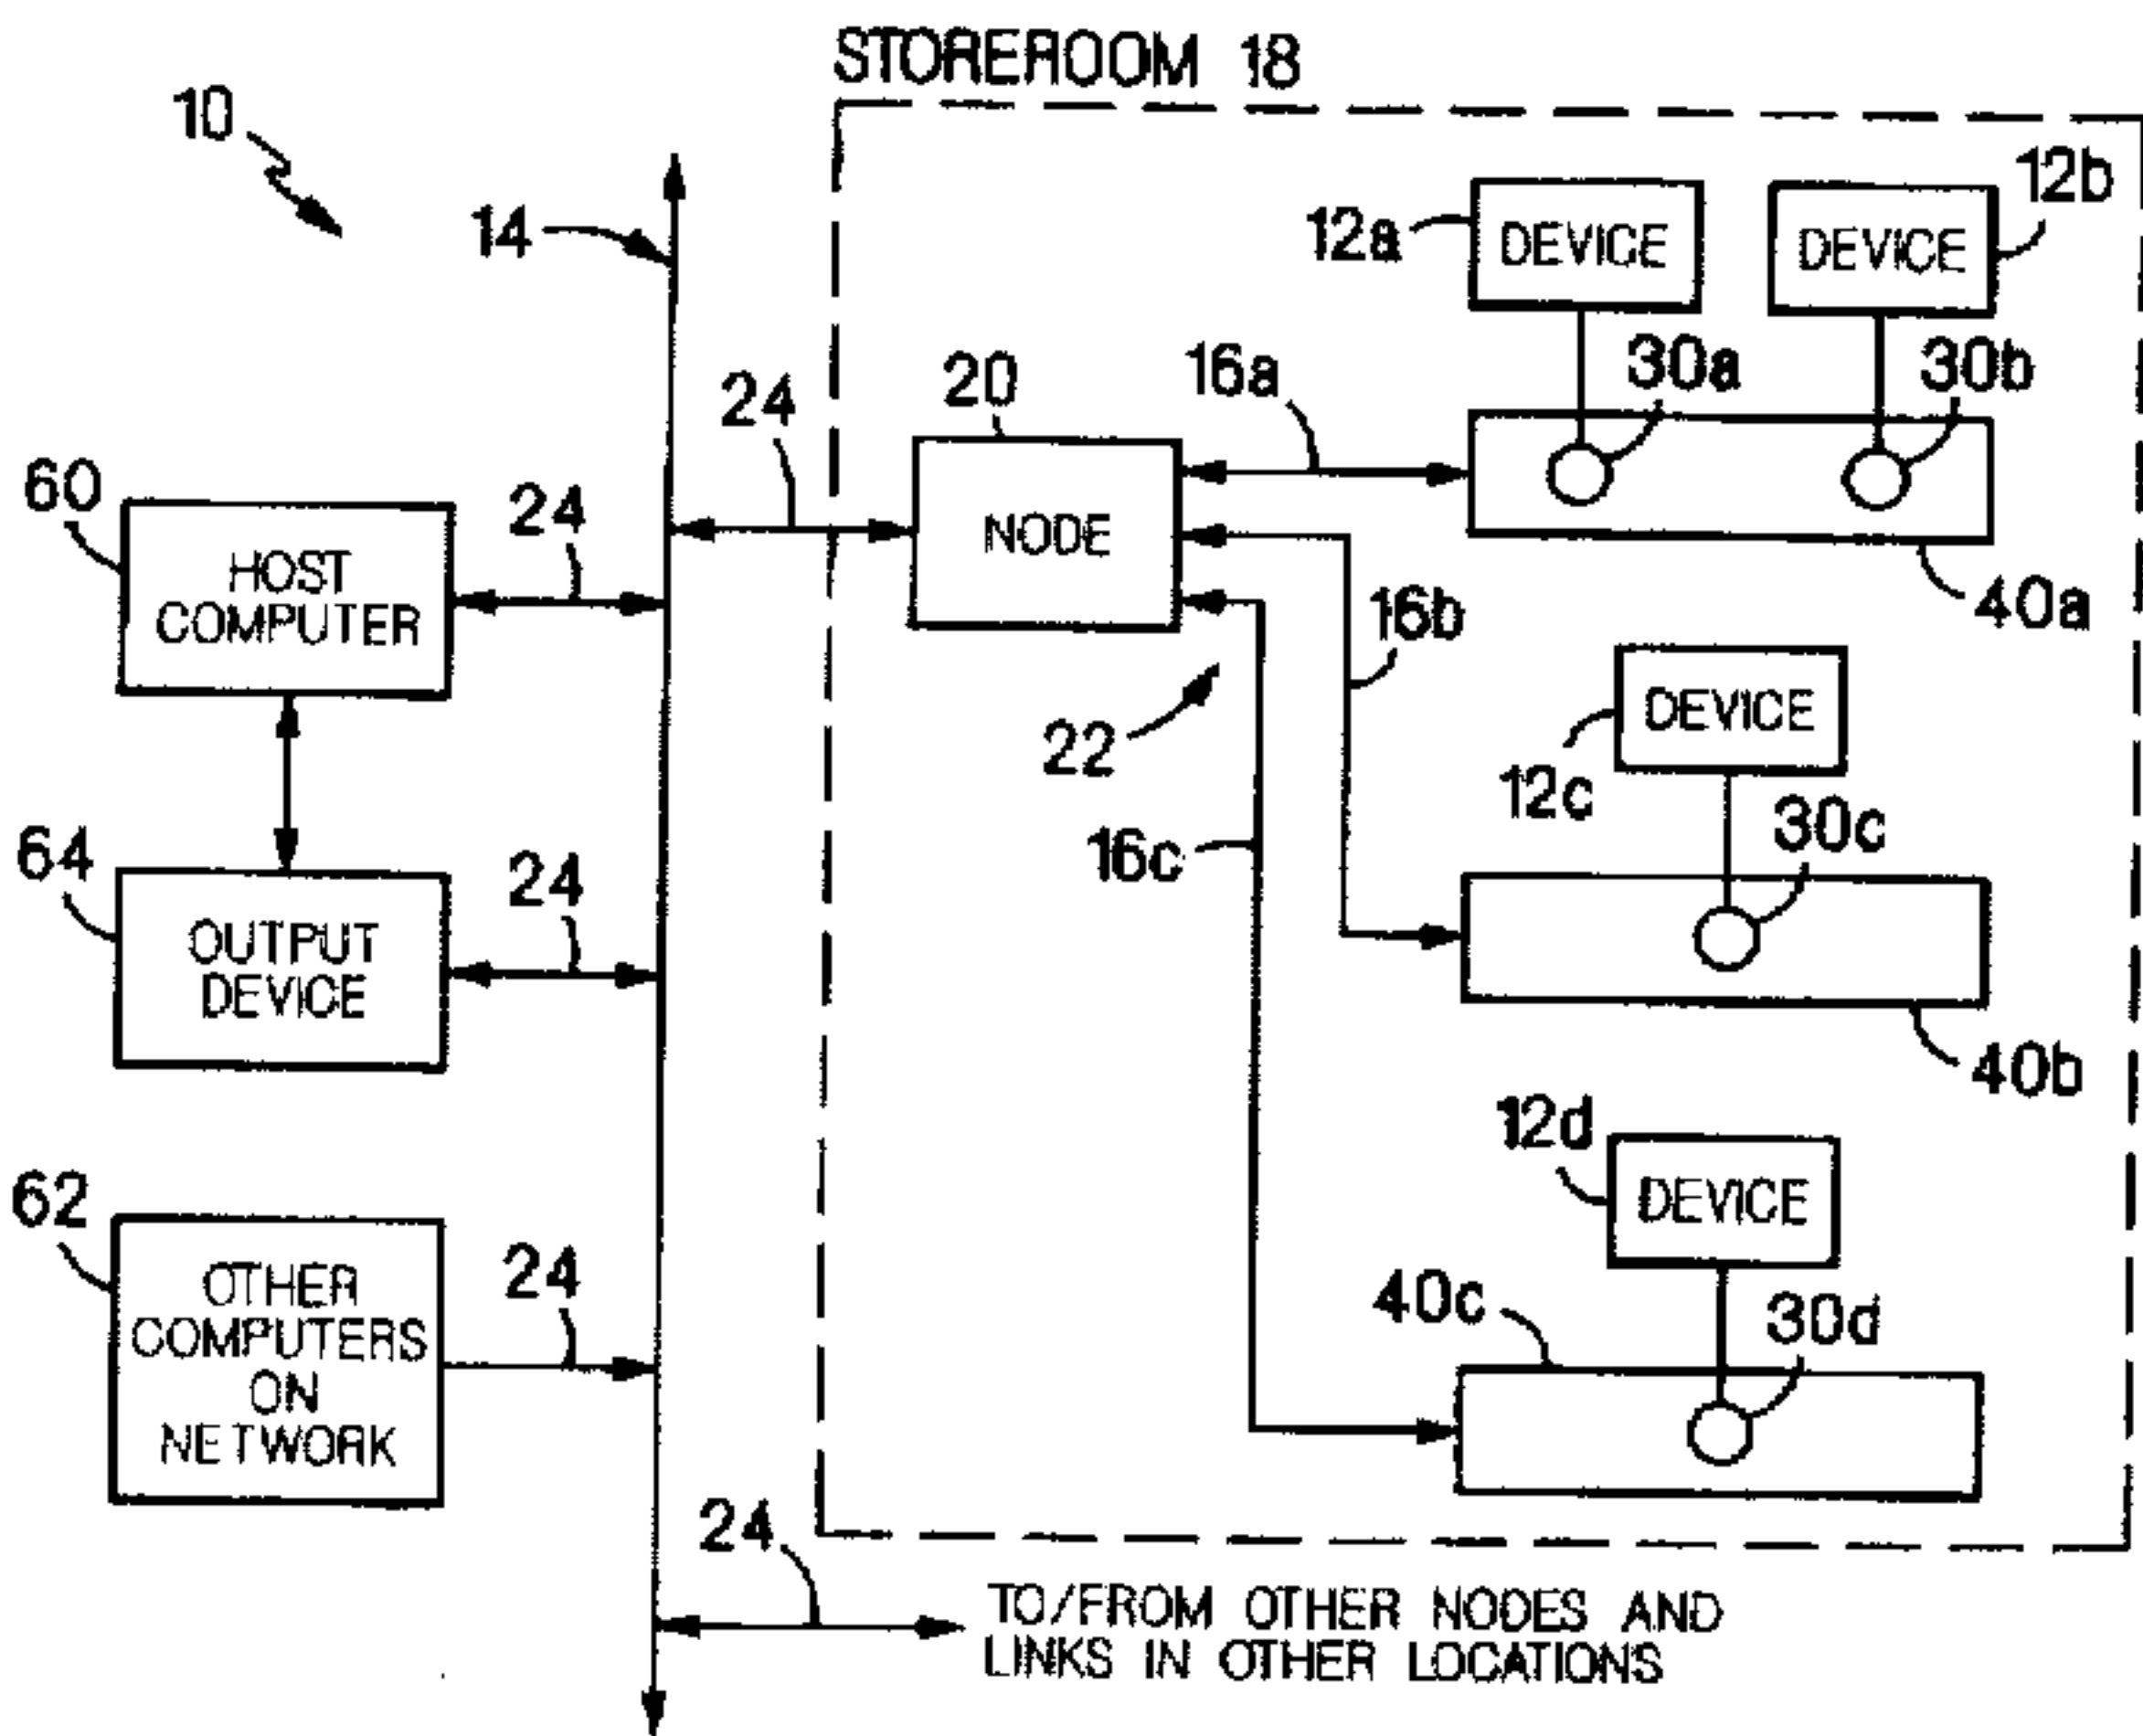 STOREROOM 18
10
14
12a
DEVICE
12b
DEVICE
30a
30b
16a
20
24
NODE
40a
60
HOST
COMPUTER
24
16b
22
12c
DEVICE
30c
16c
64
OUTPUT
DEVICE
24
40b
12d
DEVICE
62
OTHER
COMPUTERS
ON
NETWORK
24
40c
30d
24
TO/FROM OTHER NODES AND
LINKS IN OTHER LOCATIONS